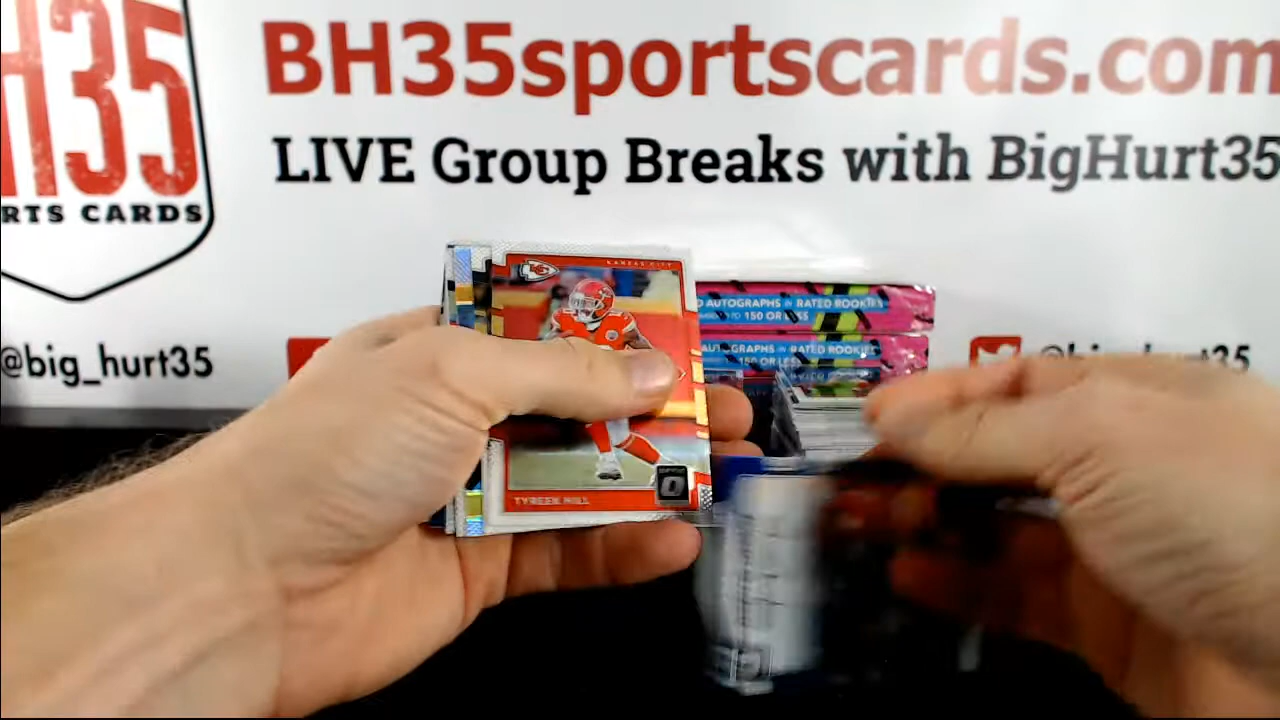 H35
RTS CARDS
BH35sportscards.com
LIVE Group Breaks with BigHurt35
@big_hurt35
KANSAS CITY
TYREEK HILL
AUTOGRAPHS RATED ROOKIES
150 OR LESS
AUTOGRAPHS RATED ROOKIES
150 OR LESS